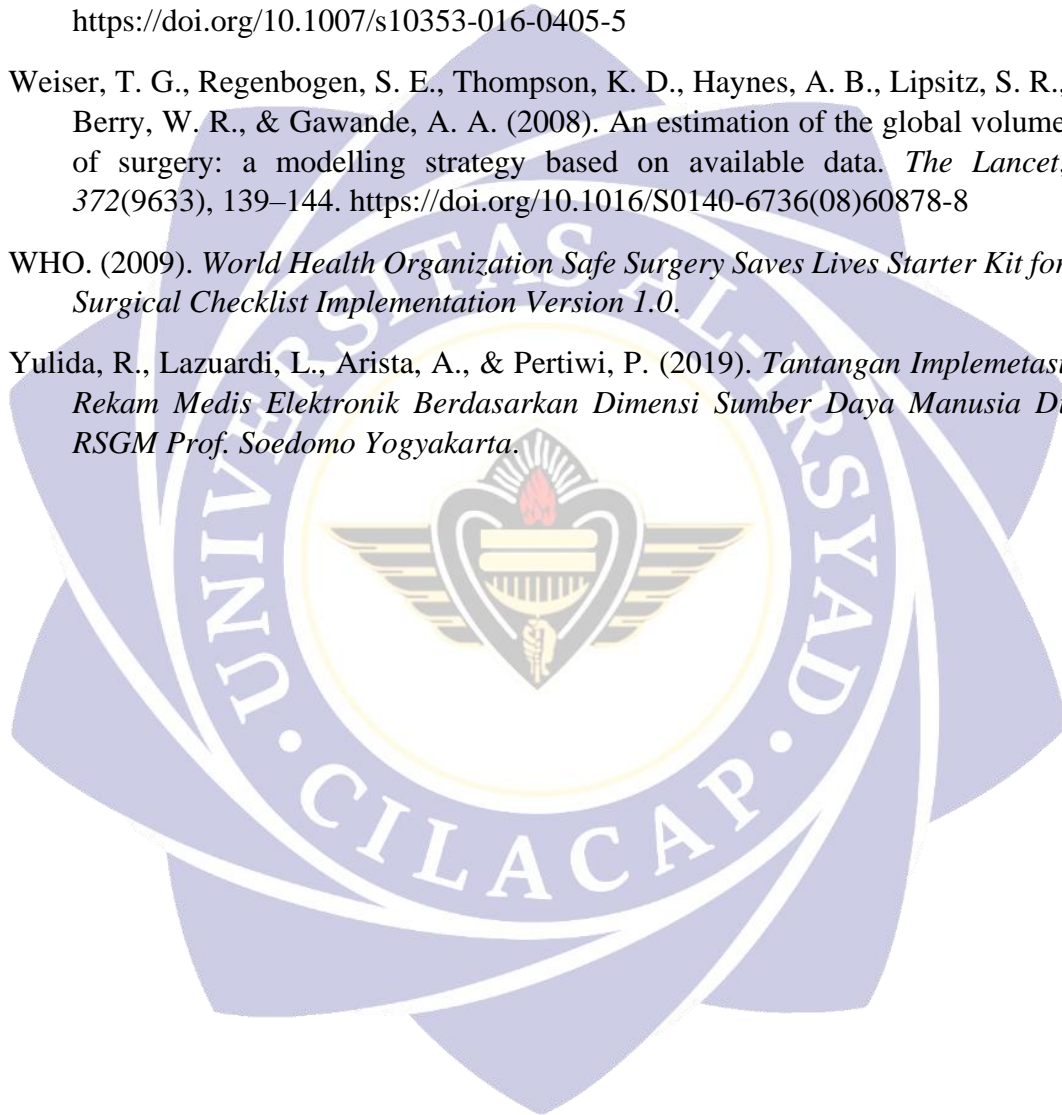 https://doi.org/10.1007/s10353-016-0405-5
Weiser, T. G., Regenbogen, S. E., Thompson, K. D., Haynes, A. B., Lipsitz, S. R.,
Berry, W. R., & Gawande, A. A. (2008). An estimation of the global volume
of surgery: a modelling strategy based on available data. The Lancet,
372(9633), 139–144. https://doi.org/10.1016/S0140-6736(08)60878-8
WHO. (2009). World Health Organization Safe Surgery Saves Lives Starter Kit for
Surgical Checklist Implementation Version 1.0.
Yulida, R., Lazuardi, L., Arista, A., & Pertiwi, P. (2019). Tantangan Implemetasi
Rekam Medis Elektronik Berdasarkan Dimensi Sumber Daya Manusia Di
RSGM Prof. Soedomo Yogyakarta.
UNIVERSITAS AL-IRSYAD
CILACAP